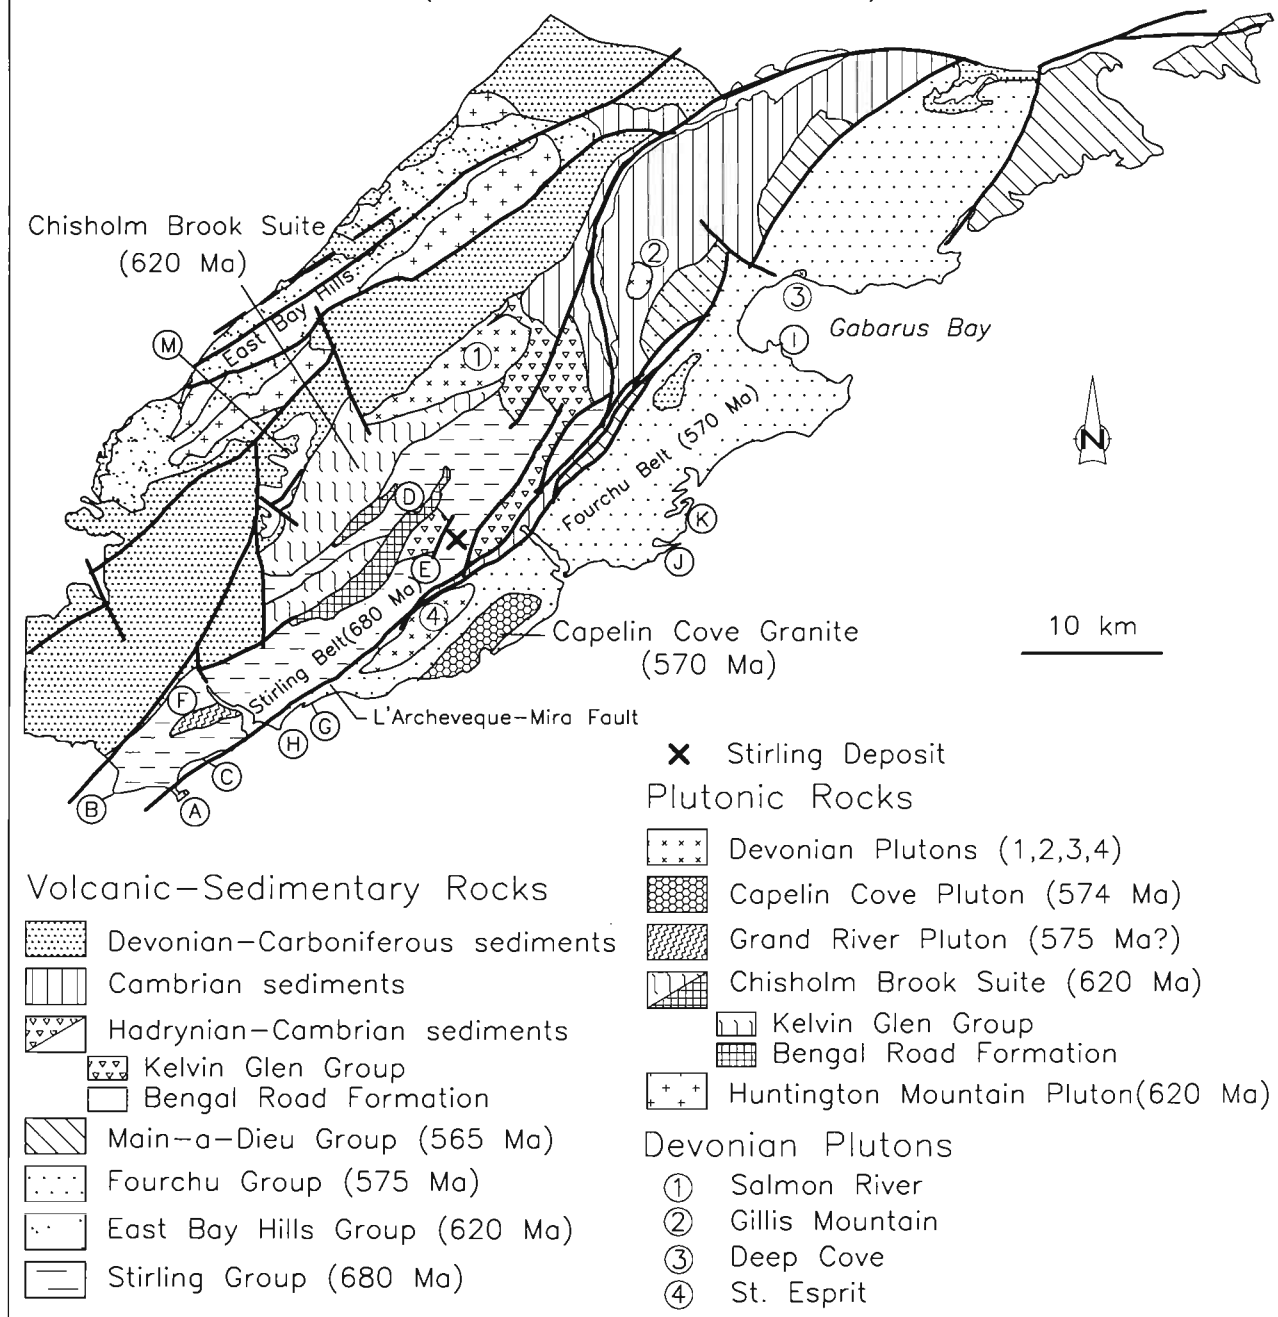 Chisholm Brook Suite
(620 Ma)
M
East Bay Hills
1
2
3
I
Gabarus Bay
N
Fourchu Belt (570 Ma)
D
K
J
E
4
Stirling Belt(680 Ma)
Capelin Cove Granite
(570 Ma)
10 km
F
L'Archeveque-Mira Fault
G
H
C
B
A
Stirling Deposit
Plutonic Rocks
Devonian Plutons (1,2,3,4)
Capelin Cove Pluton (574 Ma)
Grand River Pluton (575 Ma?)
Chisholm Brook Suite (620 Ma)
Kelvin Glen Group
Bengal Road Formation
Huntington Mountain Pluton(620 Ma)
Devonian Plutons
1 Salmon River
2 Gillis Mountain
3 Deep Cove
4 St. Esprit
Volcanic-Sedimentary Rocks
Devonian-Carboniferous sediments
Cambrian sediments
Hadrynian-Cambrian sediments
Kelvin Glen Group
Bengal Road Formation
Main-a-Dieu Group (565 Ma)
Fourchu Group (575 Ma)
East Bay Hills Group (620 Ma)
Stirling Group (680 Ma)